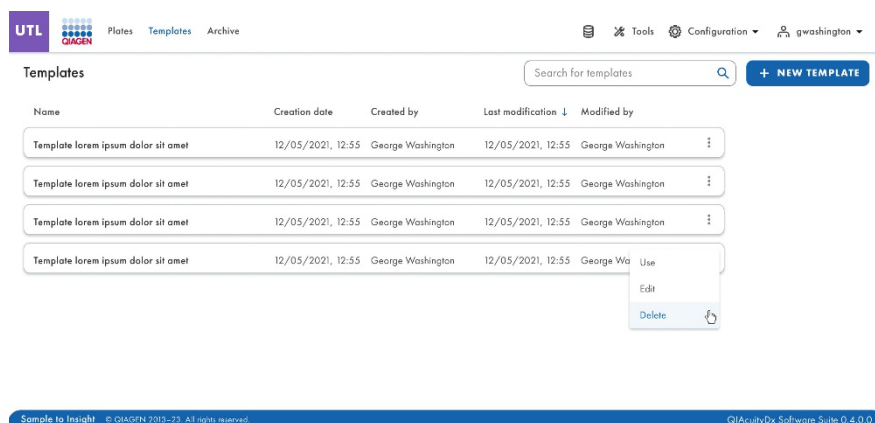 UTL QIAGEN Plates Templates Archive Tools Configuration gwashington
Templates Search for templates + NEW TEMPLATE
Name Creation date Created by Last modification ↓ Modified by
Template lorem ipsum dolor sit amet 12/05/2021, 12:55 George Washington 12/05/2021, 12:55 George Washington
Template lorem ipsum dolor sit amet 12/05/2021, 12:55 George Washington 12/05/2021, 12:55 George Washington
Template lorem ipsum dolor sit amet 12/05/2021, 12:55 George Washington 12/05/2021, 12:55 George Washington
Template lorem ipsum dolor sit amet 12/05/2021, 12:55 George Washington 12/05/2021, 12:55 George Wa
Use
Edit
Delete
Sample to Insight © QIAGEN 2013–23. All rights reserved. QIAcuityDx Software Suite 0.4.0.0